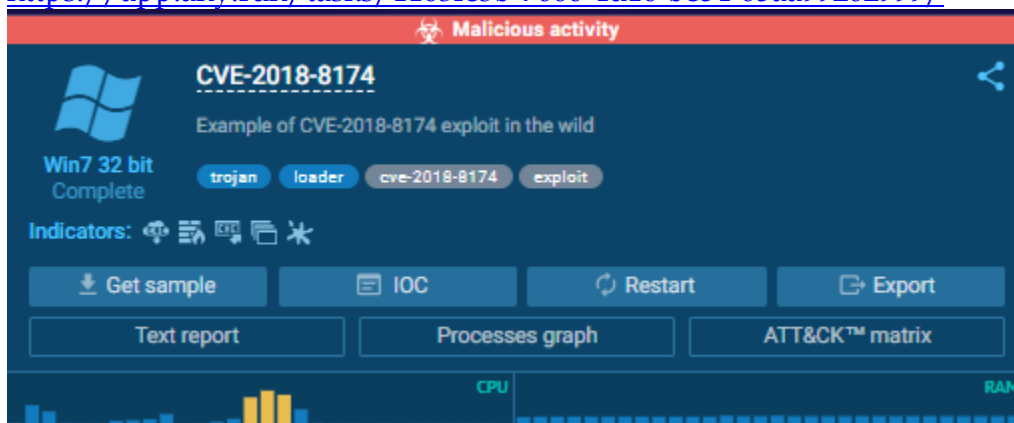 Malicious activity
CVE-2018-8174
Example of CVE-2018-8174 exploit in the wild
Win7 32 bit
Complete
trojan loader cve-2018-8174 exploit
Indicators:
Get sample IOC Restart Export
Text report Processes graph ATT&CK™ matrix
CPU RAM